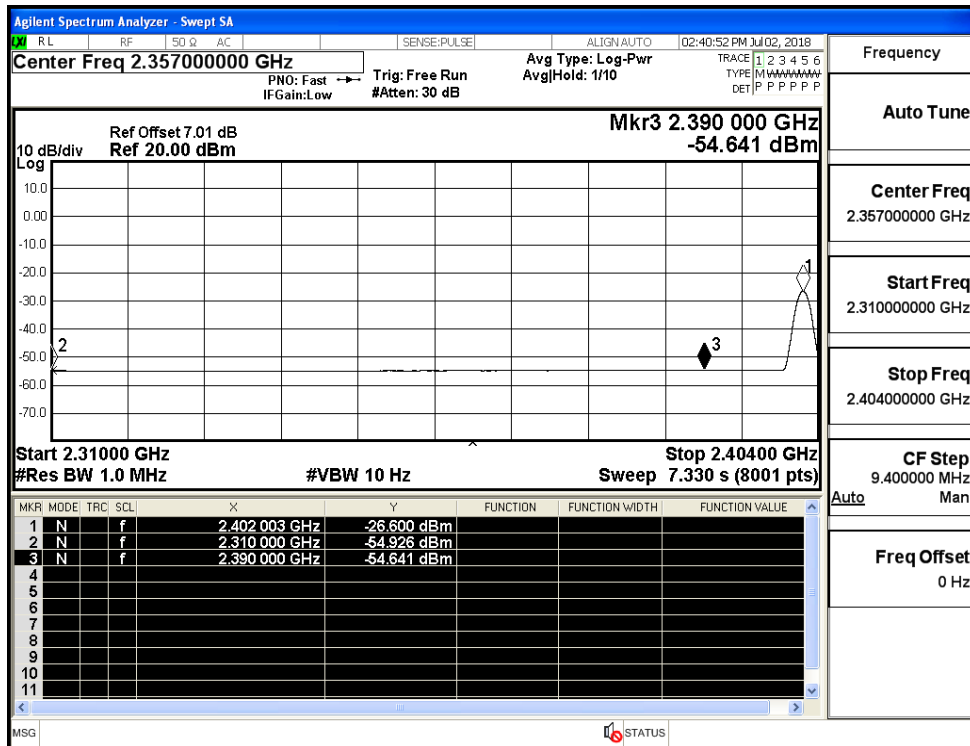 Agilent Spectrum Analyzer - Swept SA
LXI RL RF 50 Ω AC SENSE:PULSE ALIGN AUTO 02:40:52 PM Jul 02, 2018
Center Freq 2.357000000 GHz
PNO: Fast
IFGain:Low
Trig: Free Run
#Atten: 30 dB
Avg Type: Log-Pwr
Avg|Hold: 1/10
TRACE 1 2 3 4 5 6
TYPE M
DET P P P P P P
Ref Offset 7.01 dB
10 dB/div Ref 20.00 dBm
Log
Mkr3 2.390 000 GHz
-54.641 dBm
10.0
0.00
-10.0
-20.0
-30.0
-40.0
-50.0
-60.0
-70.0
1
2
3
Start 2.31000 GHz Stop 2.40400 GHz
#Res BW 1.0 MHz #VBW 10 Hz Sweep 7.330 s (8001 pts)
MKR MODE TRC SCL X Y FUNCTION FUNCTION WIDTH FUNCTION VALUE
1 N f 2.402 003 GHz -26.600 dBm
2 N f 2.310 000 GHz -54.926 dBm
3 N f 2.390 000 GHz -54.641 dBm
4
5
6
7
8
9
10
11
MSG STATUS
Frequency
Auto Tune
Center Freq
2.357000000 GHz
Start Freq
2.310000000 GHz
Stop Freq
2.404000000 GHz
CF Step
9.400000 MHz
Auto Man
Freq Offset
0 Hz